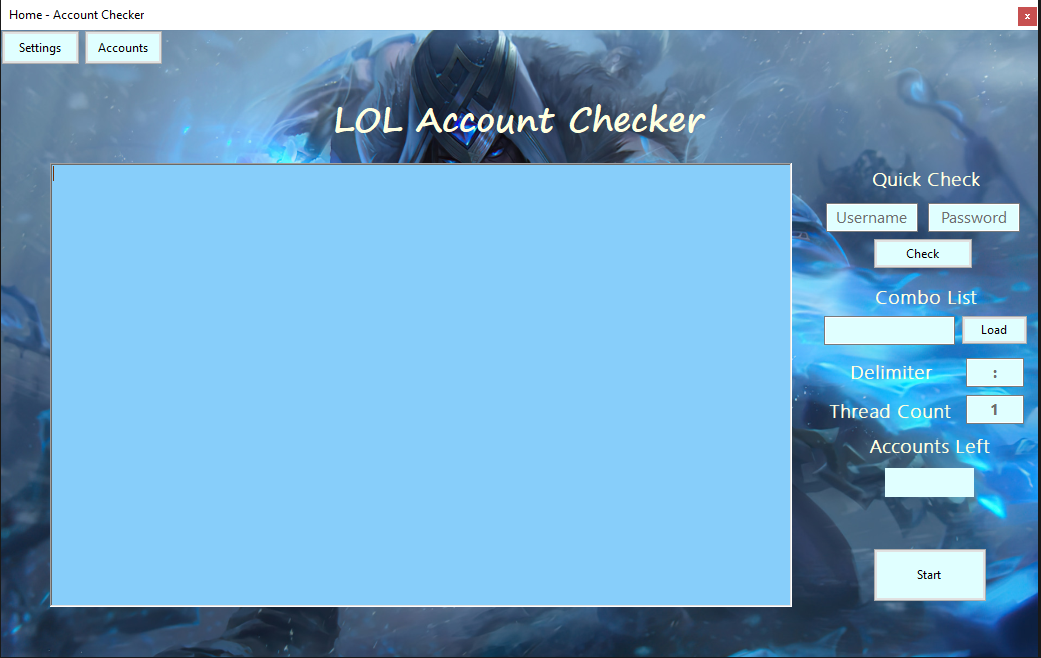 Home - Account Checker
x
Settings
Accounts
LOL Account Checker
Quick Check
Username
Password
Check
Combo List
Load
Delimiter
:
Thread Count
1
Accounts Left
Start